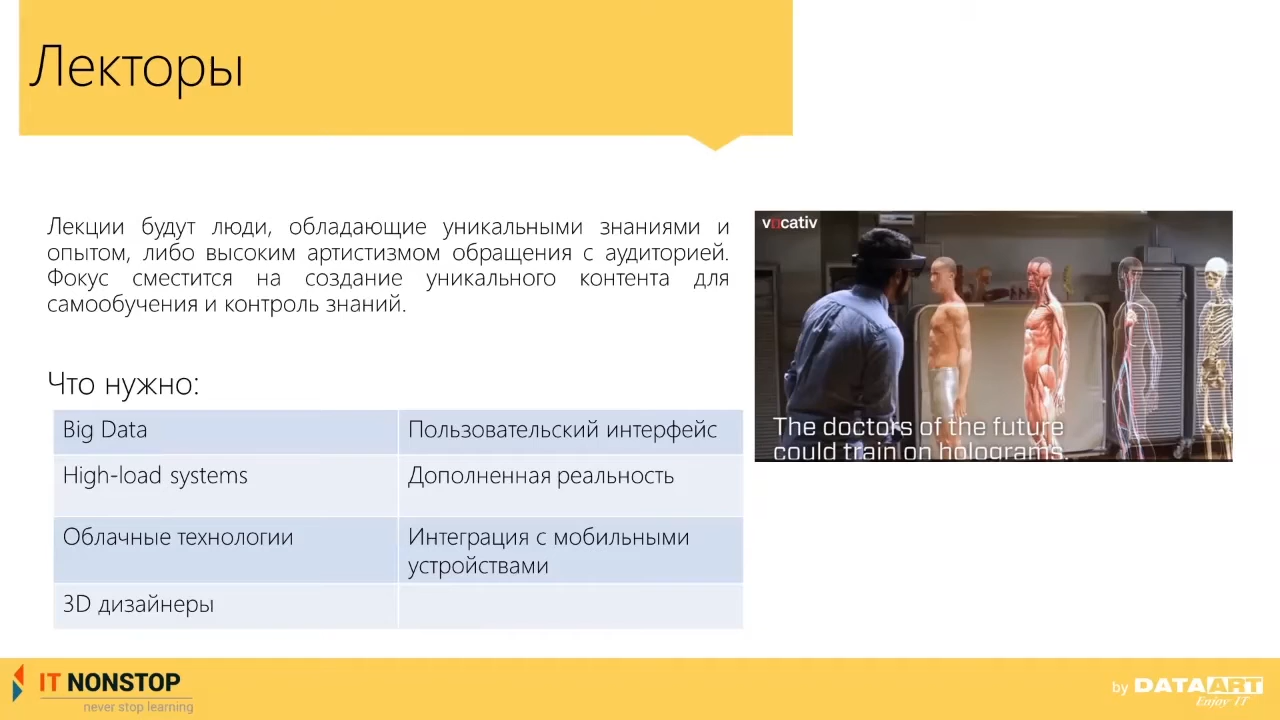 Лекторы
Лекции будут люди, обладающие уникальными знаниями и
опытом, либо высоким артистизмом обращения с аудиторией.
Фокус сместится на создание уникального контента для
самообучения и контроль знаний.
vocativ
The doctors of the future
could train on holograms.
Что нужно:
Big Data
Пользовательский интерфейс
High-load systems
Дополненная реальность
Облачные технологии
Интеграция с мобильными
устройствами
3D дизайнеры
IT NONSTOP
never stop learning
by DATAART
Enjoy IT